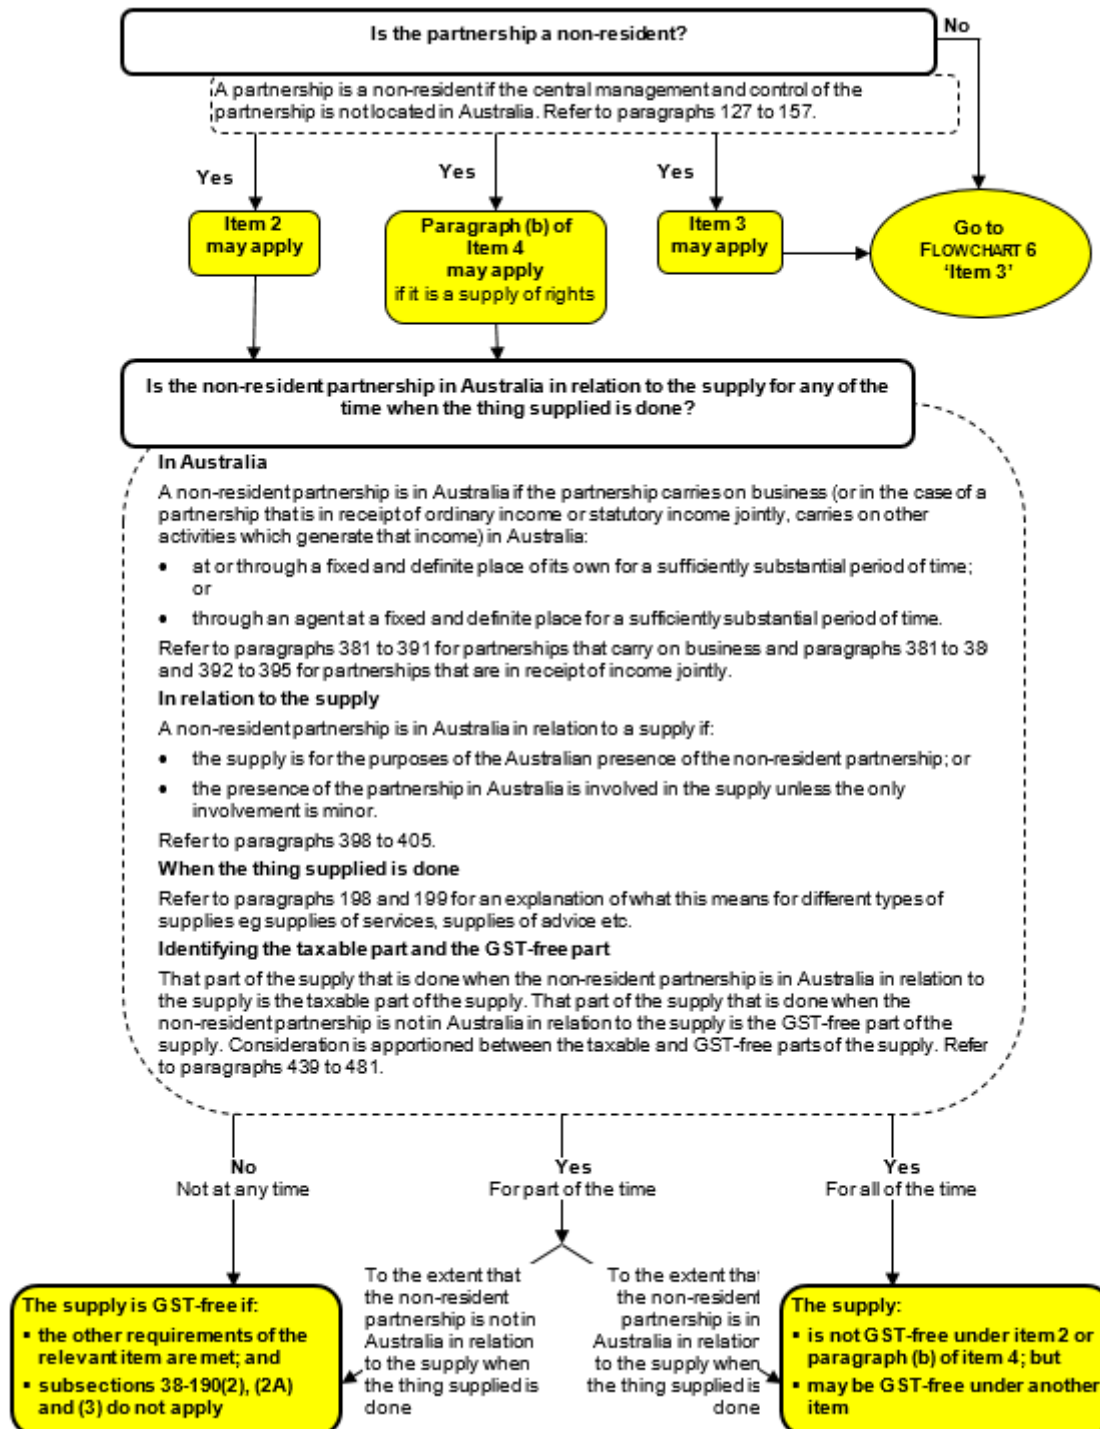 Is the partnership a non-resident?
No
A partnership is a non-resident if the central management and control of the
partnership is not located in Australia. Refer to paragraphs 127 to 157.
Yes
Yes
Yes
Item 2
may apply
Paragraph (b) of
Item 4
may apply
if it is a supply of rights
Item 3
may apply
Go to
FLOWCHART 6
‘Item 3’
Is the non-resident partnership in Australia in relation to the supply for any of the
time when the thing supplied is done?
In Australia
A non-resident partnership is in Australia if the partnership carries on business (or in the case of a
partnership that is in receipt of ordinary income or statutory income jointly, carries on other
activities which generate that income) in Australia:
• at or through a fixed and definite place of its own for a sufficiently substantial period of time;
or
• through an agent at a fixed and definite place for a sufficiently substantial period of time.
Refer to paragraphs 381 to 391 for partnerships that carry on business and paragraphs 381 to 38
and 392 to 395 for partnerships that are in receipt of income jointly.
In relation to the supply
A non-resident partnership is in Australia in relation to a supply if:
• the supply is for the purposes of the Australian presence of the non-resident partnership; or
• the presence of the partnership in Australia is involved in the supply unless the only
involvement is minor.
Refer to paragraphs 398 to 405.
When the thing supplied is done
Refer to paragraphs 198 and 199 for an explanation of what this means for different types of
supplies eg supplies of services, supplies of advice etc.
Identifying the taxable part and the GST-free part
That part of the supply that is done when the non-resident partnership is in Australia in relation to
the supply is the taxable part of the supply. That part of the supply that is done when the
non-resident partnership is not in Australia in relation to the supply is the GST-free part of the
supply. Consideration is apportioned between the taxable and GST-free parts of the supply. Refer
to paragraphs 439 to 481.
No
Not at any time
Yes
For part of the time
Yes
For all of the time
The supply is GST-free if:
▪ the other requirements of the
relevant item are met; and
▪ subsections 38-190(2), (2A)
and (3) do not apply
To the extent that
the non-resident
partnership is not in
Australia in relation
to the supply when
the thing supplied is
done
To the extent that
the non-resident
partnership is in
Australia in relation
to the supply when
the thing supplied is
done
The supply:
▪ is not GST-free under item 2 or
paragraph (b) of item 4; but
▪ may be GST-free under another
item